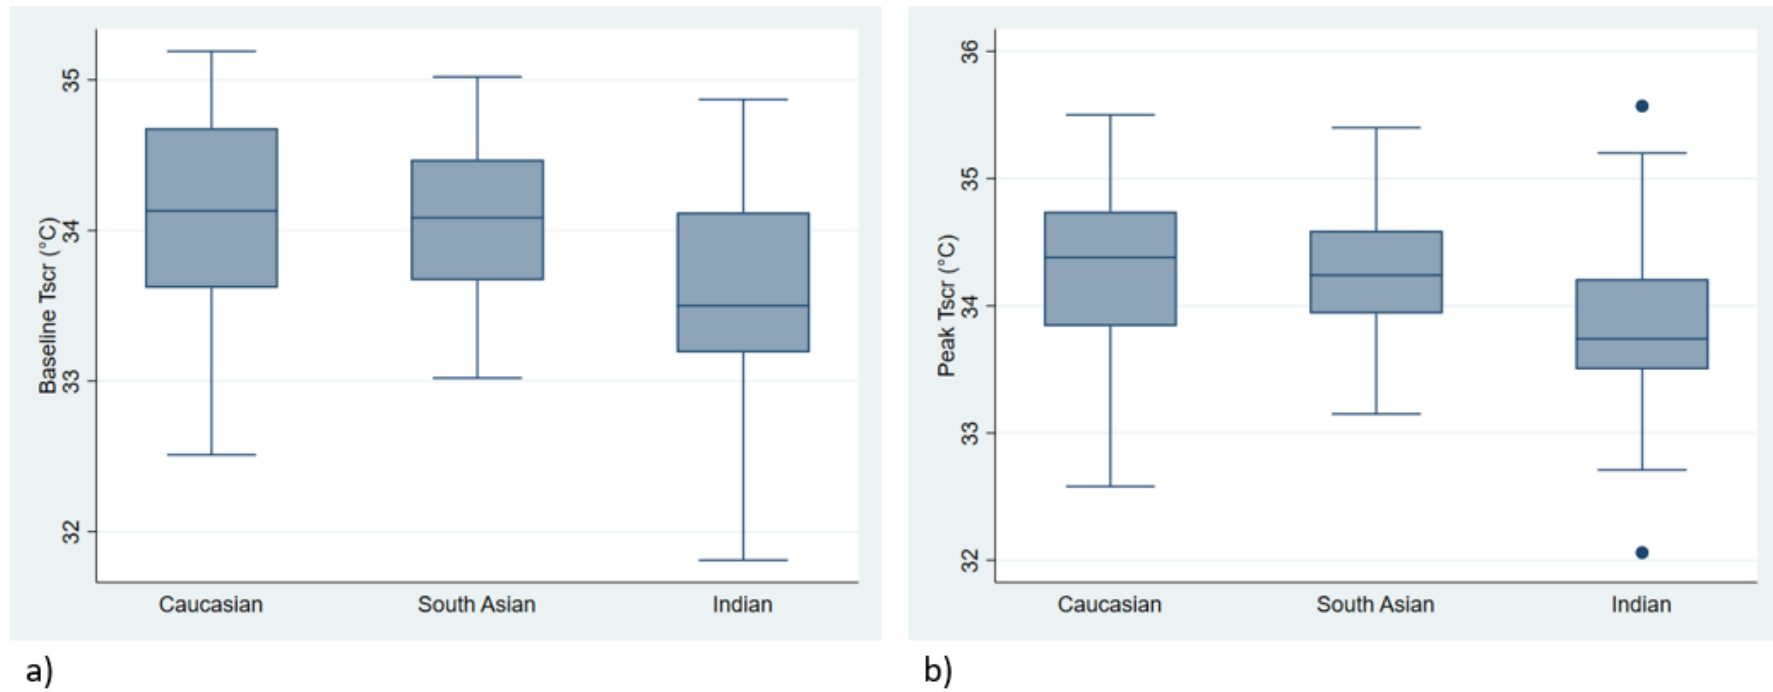 Baseline Tscr (°C)
35
34
33
32
Caucasian South Asian Indian
a)
Peak Tscr (°C)
36
35
34
33
32
Caucasian South Asian Indian
b)